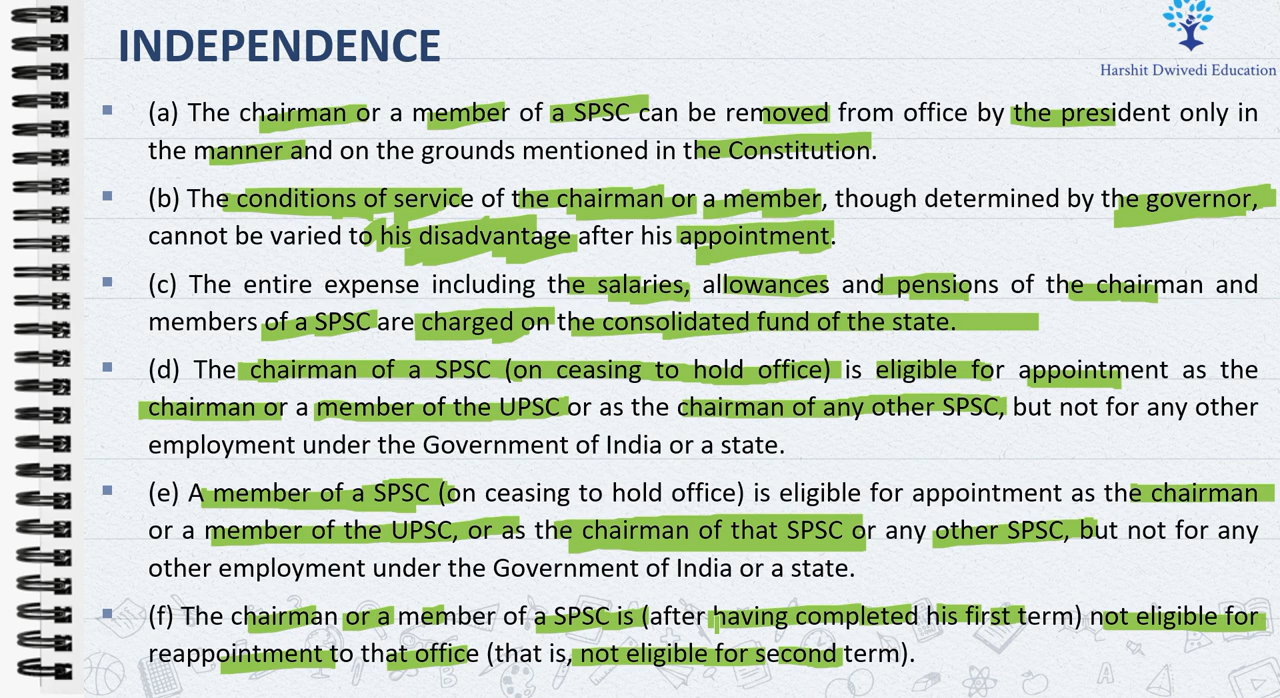 INDEPENDENCE
Harshit Dwivedi Education
▪ (a) The chairman or a member of a SPSC can be removed from office by the president only in
the manner and on the grounds mentioned in the Constitution.
▪ (b) The conditions of service of the chairman or a member, though determined by the governor,
cannot be varied to his disadvantage after his appointment.
▪ (c) The entire expense including the salaries, allowances and pensions of the chairman and
members of a SPSC are charged on the consolidated fund of the state.
▪ (d) The chairman of a SPSC (on ceasing to hold office) is eligible for appointment as the
chairman or a member of the UPSC or as the chairman of any other SPSC, but not for any other
employment under the Government of India or a state.
▪ (e) A member of a SPSC (on ceasing to hold office) is eligible for appointment as the chairman
or a member of the UPSC, or as the chairman of that SPSC or any other SPSC, but not for any
other employment under the Government of India or a state.
▪ (f) The chairman or a member of a SPSC is (after having completed his first term) not eligible for
reappointment to that office (that is, not eligible for second term).